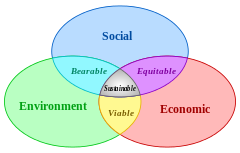 Social
Bearable
Equitable
Sustainable
Environment
Viable
Economic